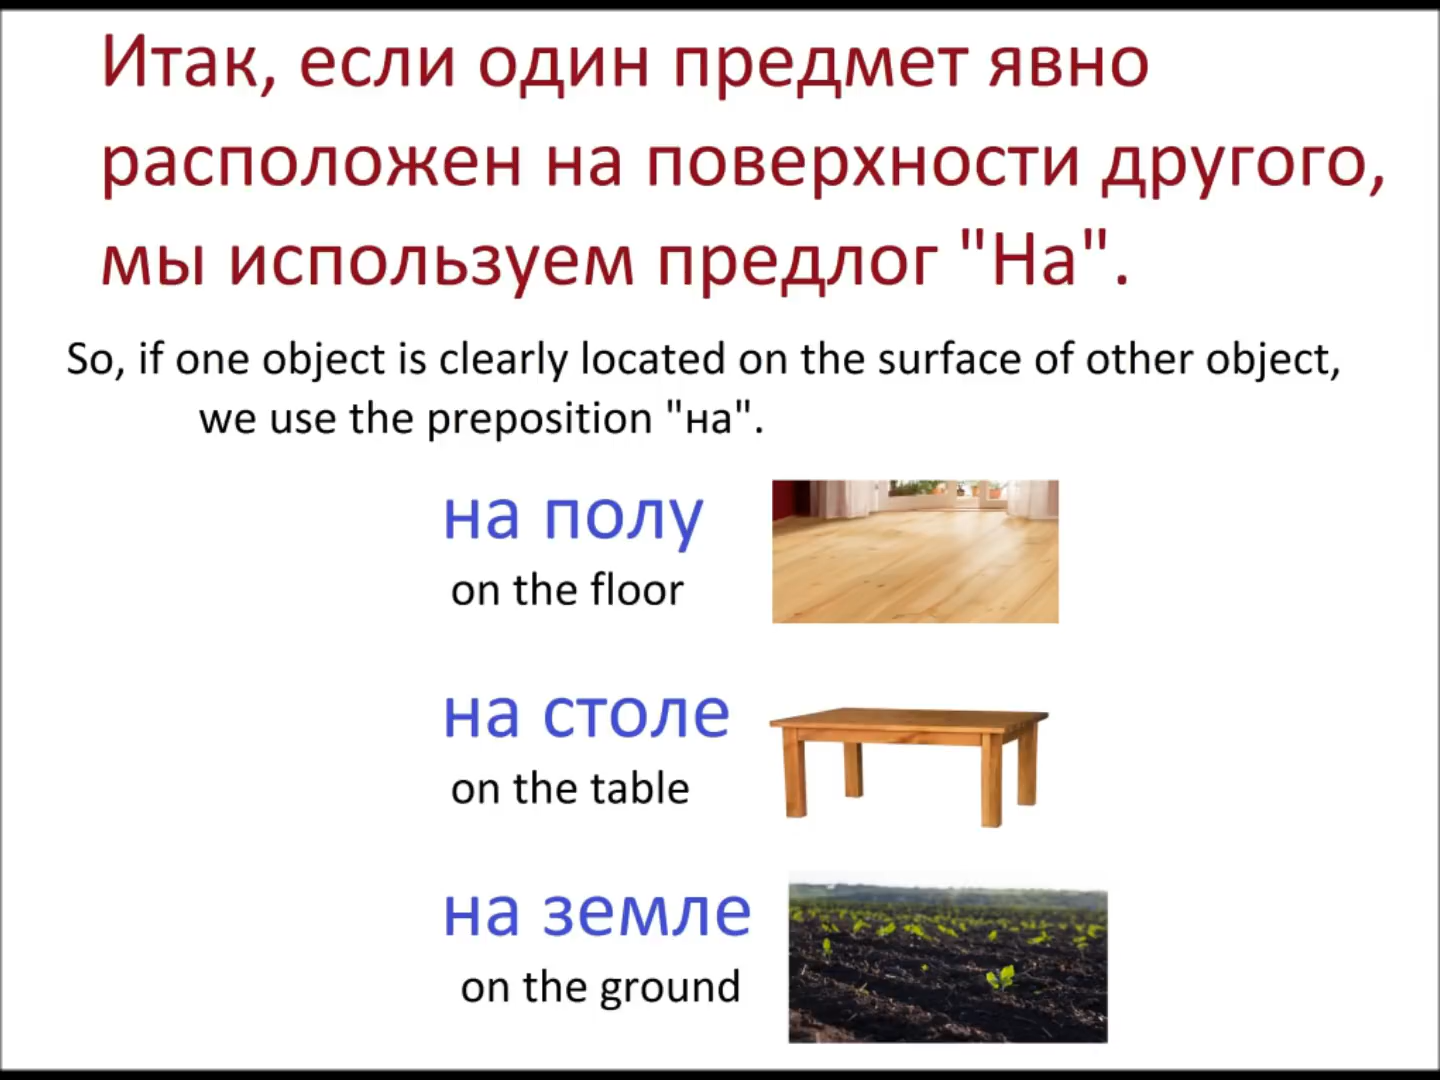 Итак, если один предмет явно
расположен на поверхности другого,
мы используем предлог "На".
So, if one object is clearly located on the surface of other object,
we use the preposition "на".
на полу
on the floor
на столе
on the table
на земле
on the ground